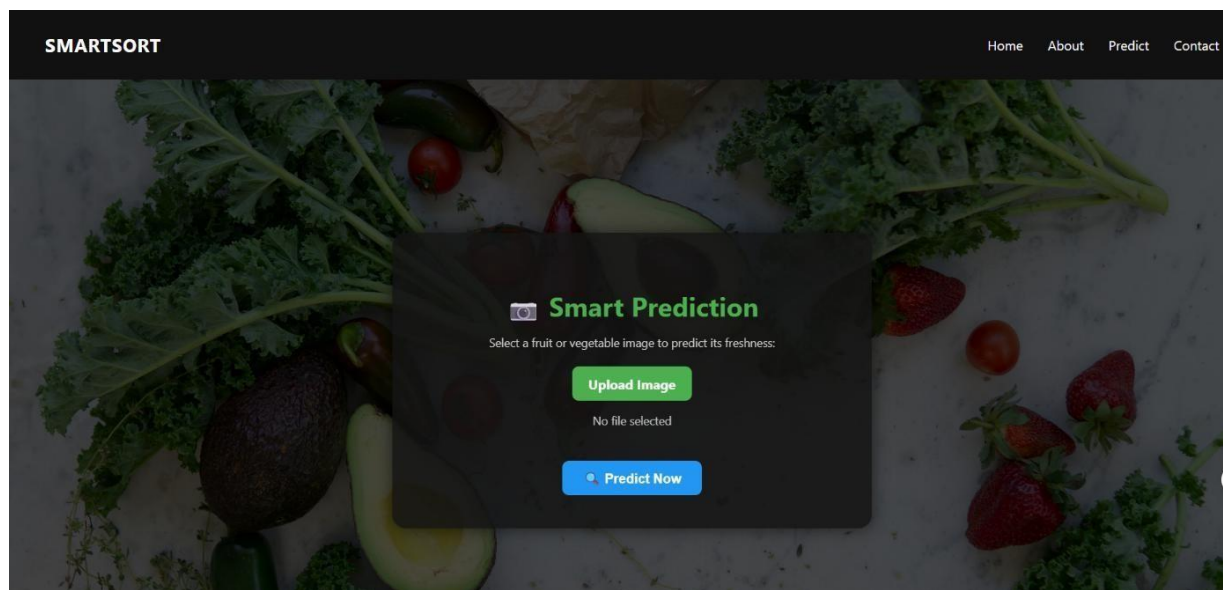 SMARTSORT
Home About Predict Contact
Smart Prediction
Select a fruit or vegetable image to predict its freshness:
Upload Image
No file selected
Predict Now